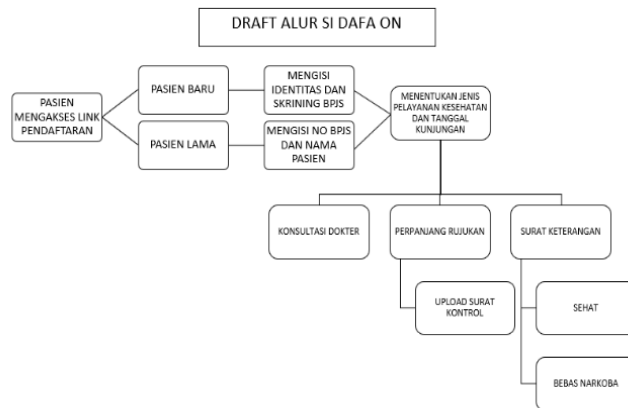 DRAFT ALUR SI DAFA ON
PASIEN
MENGAKSES LINK
PENDAFTARAN
PASIEN BARU
MENGISI
IDENTITAS DAN
SKRINING BPJS
PASIEN LAMA
MENGISI NO BPJS
DAN NAMA
PASIEN
MENENTUKAN JENIS
PELAYANAN KESEHATAN
DAN TANGGAL
KUNJUNGAN
KONSULTASI DOKTER
PERPANJANG RUJUKAN
SURAT KETERANGAN
UPLOAD SURAT
KONTROL
SEHAT
BEBAS NARKOBA